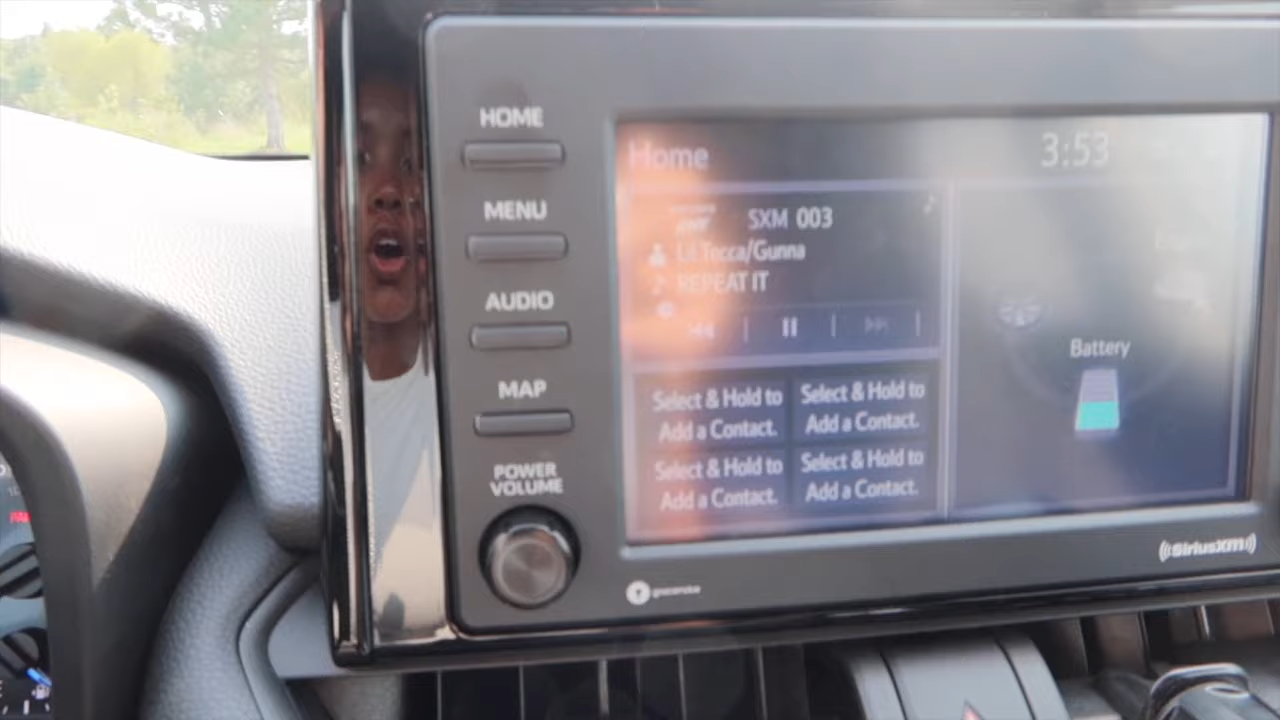 HOME
MENU
AUDIO
MAP
POWER
VOLUME
Home
3:53
SXM 003
Lil Tecca/Gunna
REPEAT IT
Battery
Select & Hold to
Add a Contact.
Select & Hold to
Add a Contact.
Select & Hold to
Add a Contact.
Select & Hold to
Add a Contact.
gracenote
((SiriusXM))